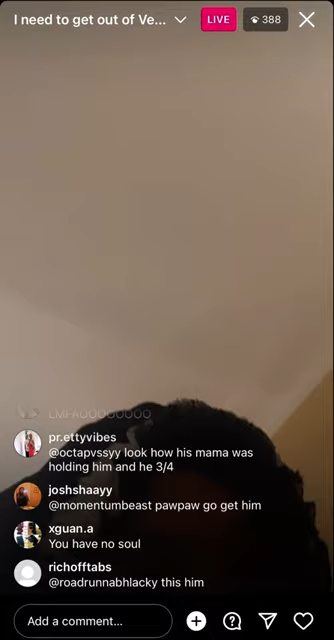 I need to get out of Ve...
LIVE
388
LMFAOOOOOOOO
pr.ettyvibes
@octapvssyy look how his mama was
holding him and he 3/4
joshshaayy
@momentumbeast pawpaw go get him
xguan.a
You have no soul
richofftabs
@roadrunnabhlacky this him
Add a comment...